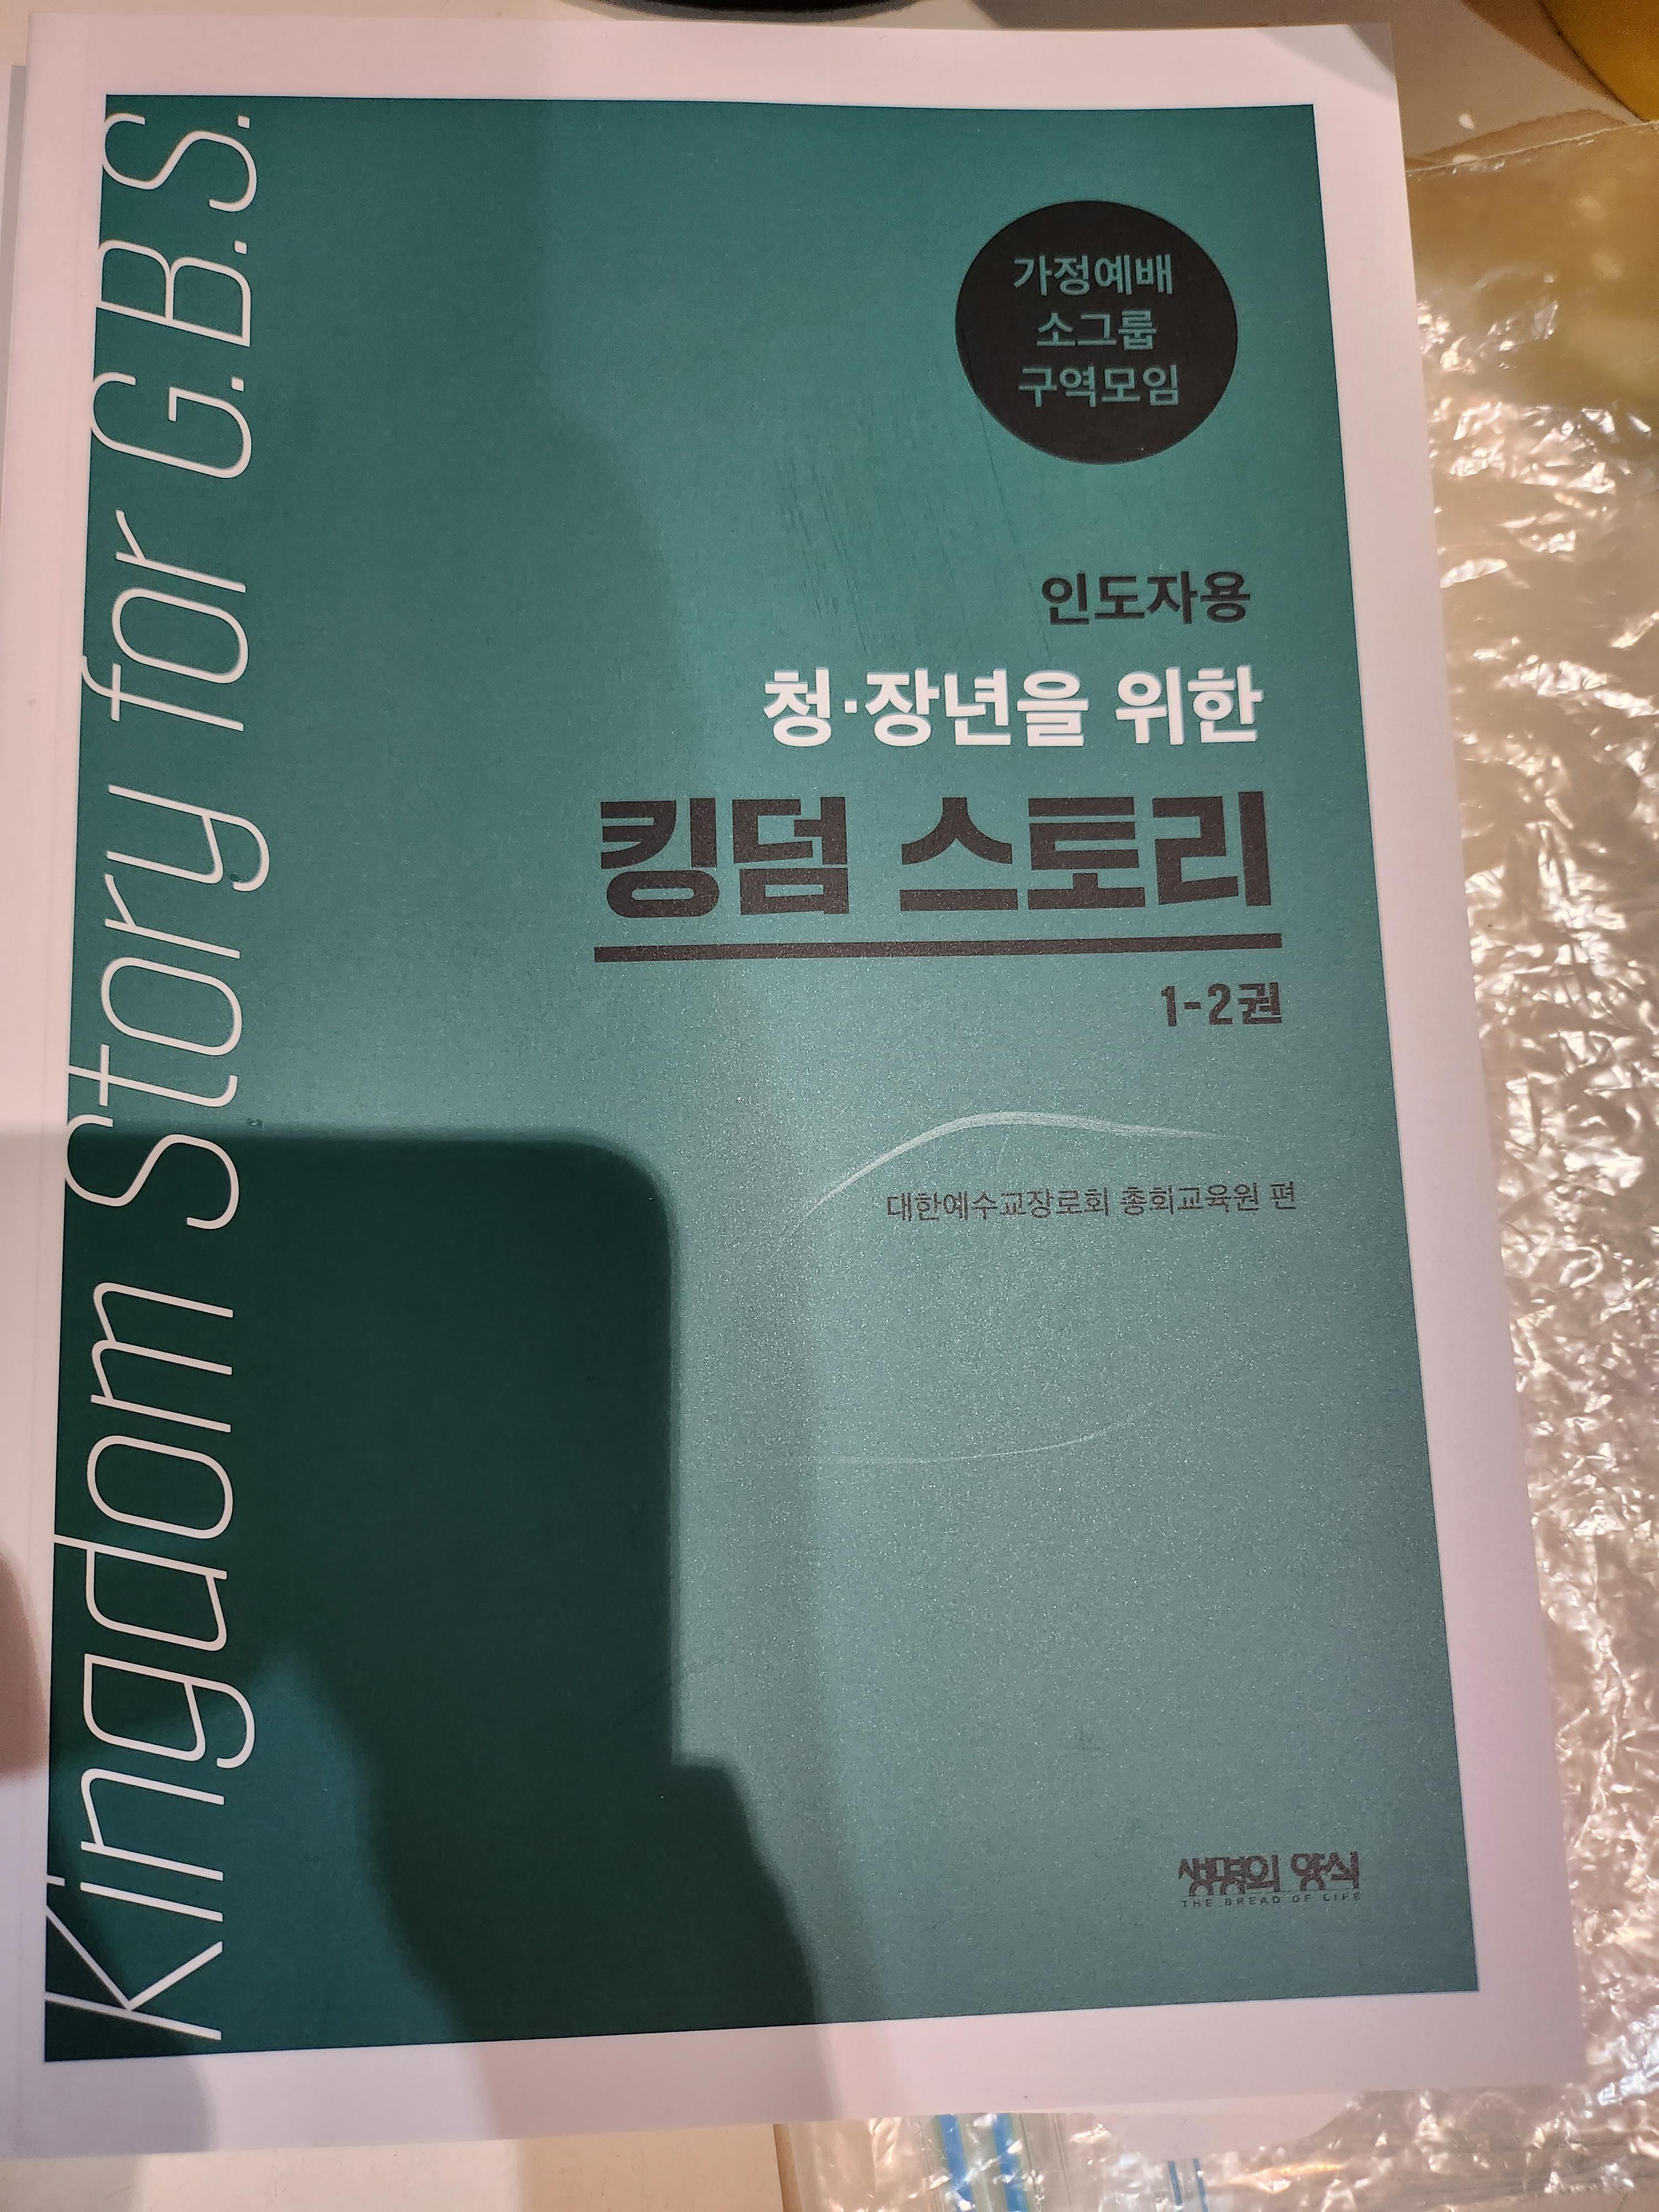 Kingdom Story for G.B.S.
가정예배
소그룹
구역모임
인도자용
청·장년을 위한
킹덤 스토리
1-2권
대한예수교장로회 총회교육원 편
생명의 양식
THE BREAD OF LIFE